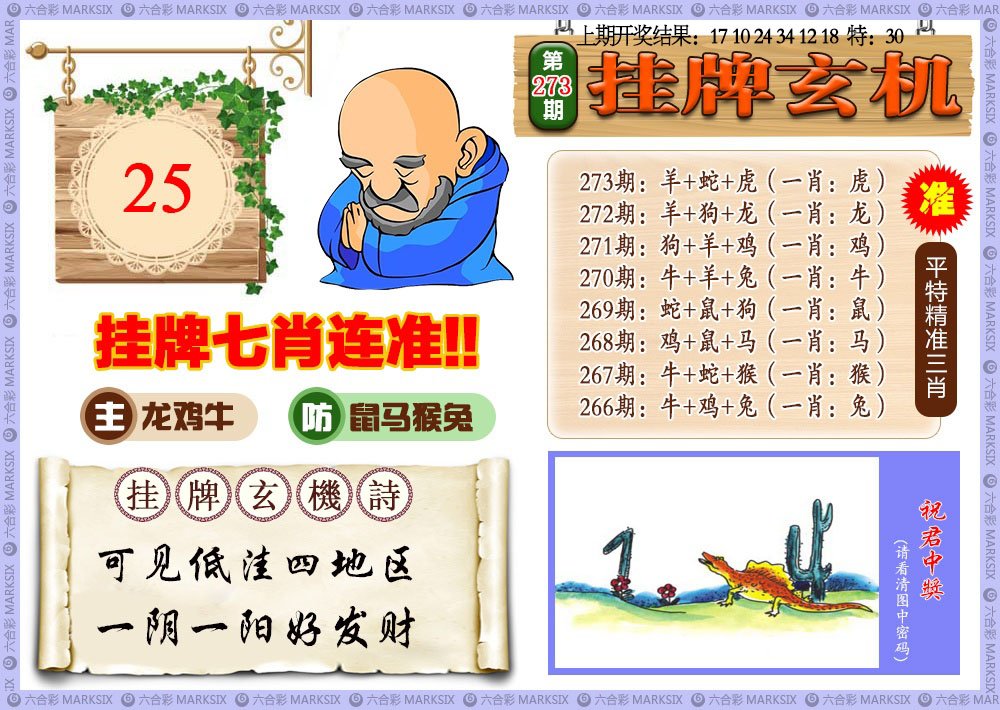 六合彩 MARKSIX
上期开奖结果：17 10 24 34 12 18 特：30
第
273
期
挂牌玄机
25
273期：羊+蛇+虎（一肖：虎）
272期：羊+狗+龙（一肖：龙）
271期：狗+羊+鸡（一肖：鸡）
270期：牛+羊+兔（一肖：牛）
269期：蛇+鼠+狗（一肖：鼠）
268期：鸡+鼠+马（一肖：马）
267期：牛+蛇+猴（一肖：猴）
266期：牛+鸡+兔（一肖：兔）
准
平特精准三肖
挂牌七肖连准!!
主 龙鸡牛
防 鼠马猴兔
挂牌玄機詩
可见低洼四地区
一阴一阳好发财
祝君中獎
（请看清图中密码）